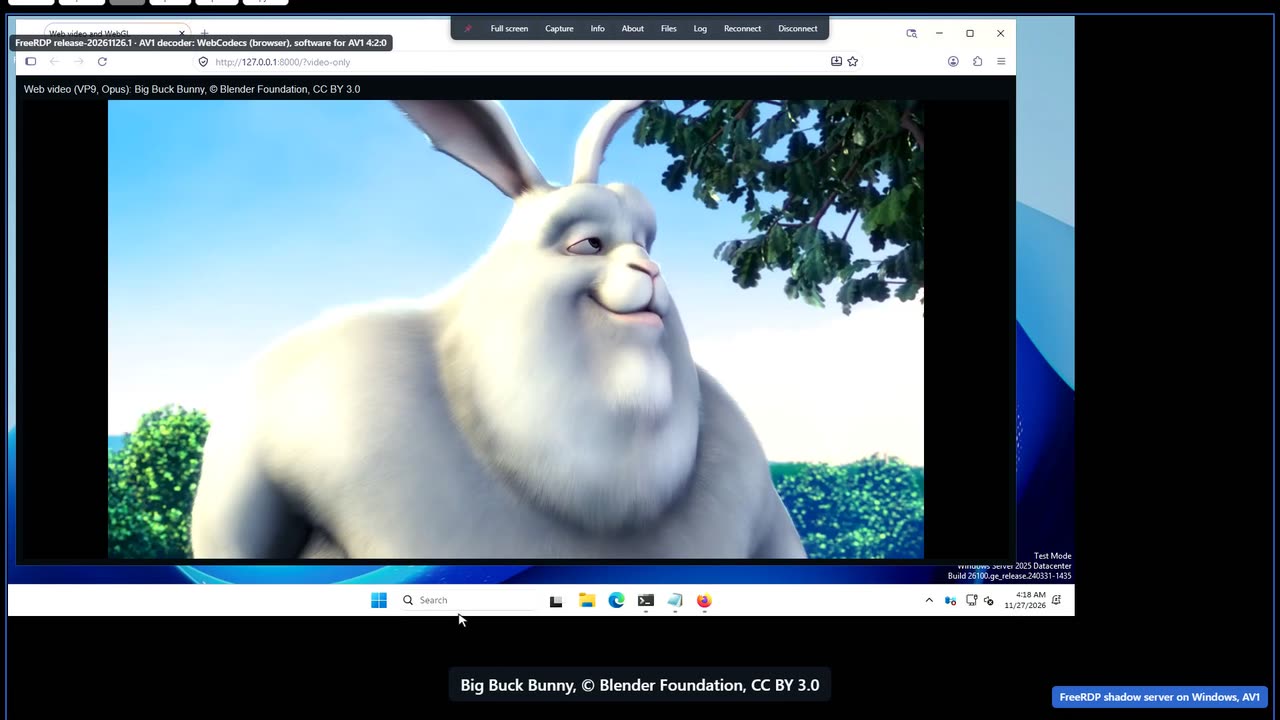 Web video and WebGL
Full screen Capture Info About Files Log Reconnect Disconnect
FreeRDP release-20261126.1 · AV1 decoder: WebCodecs (browser), software for AV1 4:2:0
http://127.0.0.1:8000/?video-only
Web video (VP9, Opus): Big Buck Bunny, © Blender Foundation, CC BY 3.0
Test Mode
Windows Server 2025 Datacenter
Build 26100.ge_release.240331-1435
Search
4:18 AM
11/27/2026
Big Buck Bunny, © Blender Foundation, CC BY 3.0
FreeRDP shadow server on Windows, AV1